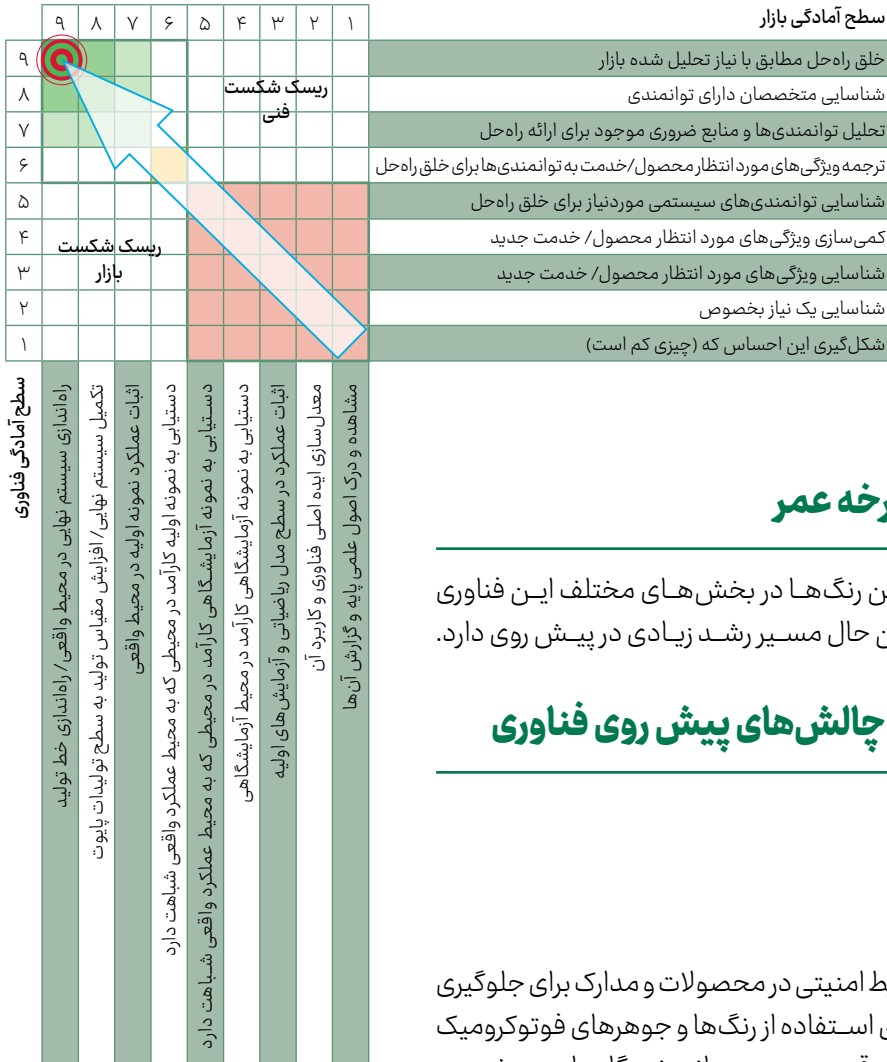 سطح آمادگی بازار
۹ ۸ ۷ ۶ ۵ ۴ ۳ ۲ ۱
خلق راه‌حل مطابق با نیاز تحلیل شده بازار
۹
شناسایی متخصصان دارای توانمندی
۸
تحلیل توانمندی‌ها و منابع ضروری موجود برای ارائه راه‌حل
۷
ترجمه ویژگی‌های مورد انتظار محصول/خدمت به توانمندی‌ها برای خلق راه‌حل
۶
شناسایی توانمندی‌های سیستمی موردنیاز برای خلق راه‌حل
۵
کمی‌سازی ویژگی‌های مورد انتظار محصول/ خدمت جدید
۴
شناسایی ویژگی‌های مورد انتظار محصول/ خدمت جدید
۳
شناسایی یک نیاز بخصوص
۲
شکل‌گیری این احساس که (چیزی کم است)
۱
ریسک شکست
فنی
ریسک شکست
بازار
مشاهده و درک اصول علمی پایه و گزارش آن‌ها
معدل‌سازی ایده اصلی فناوری و کاربرد آن
اثبات عملکرد در سطح مدل ریاضیاتی و آزمایش‌های اولیه
دستیابی به نمونه آزمایشگاهی کارآمد در محیط آزمایشگاهی
دستیابی به نمونه آزمایشگاهی کارآمد در محیطی که به محیط عملکرد واقعی شباهت دارد
دستیابی به نمونه اولیه کارآمد در محیطی که به محیط عملکرد واقعی شباهت دارد
اثبات عملکرد نمونه اولیه در محیط واقعی
تکمیل سیستم نهایی/ افزایش مقیاس تولید به سطح تولیدات پایوت
راه‌اندازی سیستم نهایی در محیط واقعی/ راه‌اندازی خط تولید
سطح آمادگی فناوری
رخه عمر
ن رنگ‌ها در بخش‌های مختلف این فناوری
ن حال مسیر رشد زیادی در پیش روی دارد.
چالش‌های پیش روی فناوری
ط امنیتی در محصولات و مدارک برای جلوگیری
ی استفاده از رنگ‌ها و جوهرهای فوتوکرومیک